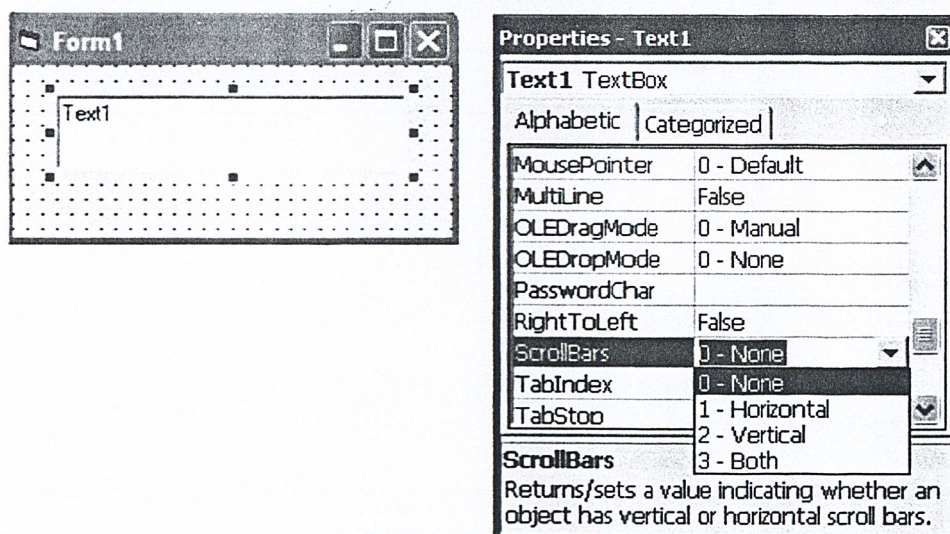 Form1
Text1
Properties - Text1
Text1 TextBox
Alphabetic Categorized
MousePointer 0 - Default
MultiLine False
OLEDragMode 0 - Manual
OLEDropMode 0 - None
PasswordChar
RightToLeft False
ScrollBars 0 - None
TabIndex 0 - None
TabStop 1 - Horizontal
2 - Vertical
ScrollBars 3 - Both
Returns/sets a value indicating whether an
object has vertical or horizontal scroll bars.